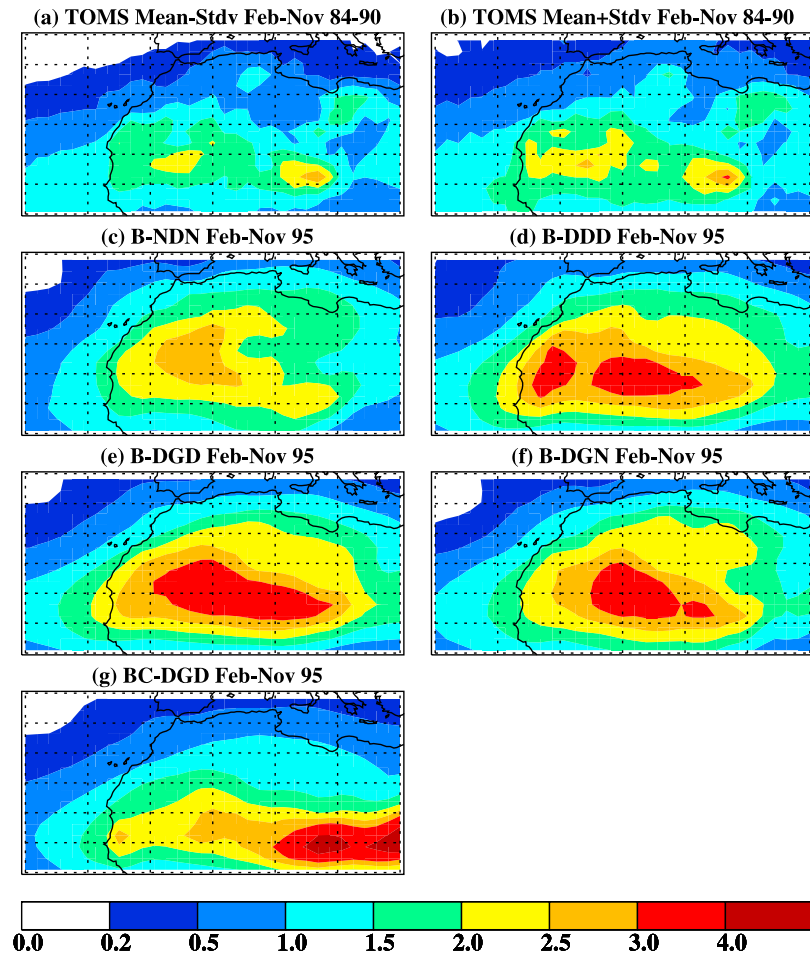 (a) TOMS Mean-Stdv Feb-Nov 84-90
(b) TOMS Mean+Stdv Feb-Nov 84-90
(c) B-NDN Feb-Nov 95
(d) B-DDD Feb-Nov 95
(e) B-DGD Feb-Nov 95
(f) B-DGN Feb-Nov 95
(g) BC-DGD Feb-Nov 95
0.0 0.2 0.5 1.0 1.5 2.0 2.5 3.0 4.0